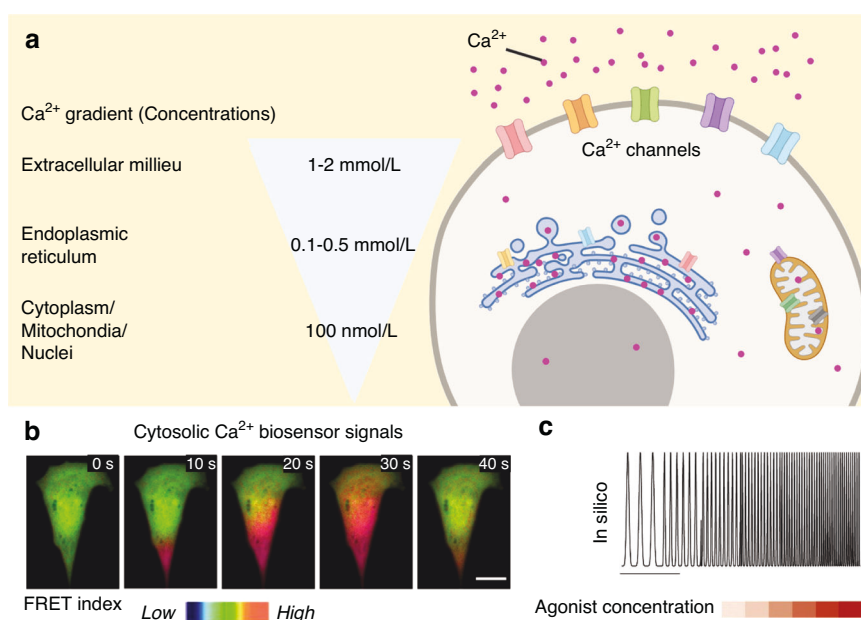 a
Ca²⁺
Ca²⁺ gradient (Concentrations)
Ca²⁺ channels
Extracellular millieu
1-2 mmol/L
Endoplasmic
reticulum
0.1-0.5 mmol/L
Cytoplasm/
Mitochondia/
Nuclei
100 nmol/L
b
Cytosolic Ca²⁺ biosensor signals
0 s
10 s
20 s
30 s
40 s
FRET index
Low
High
c
In silico
Agonist concentration